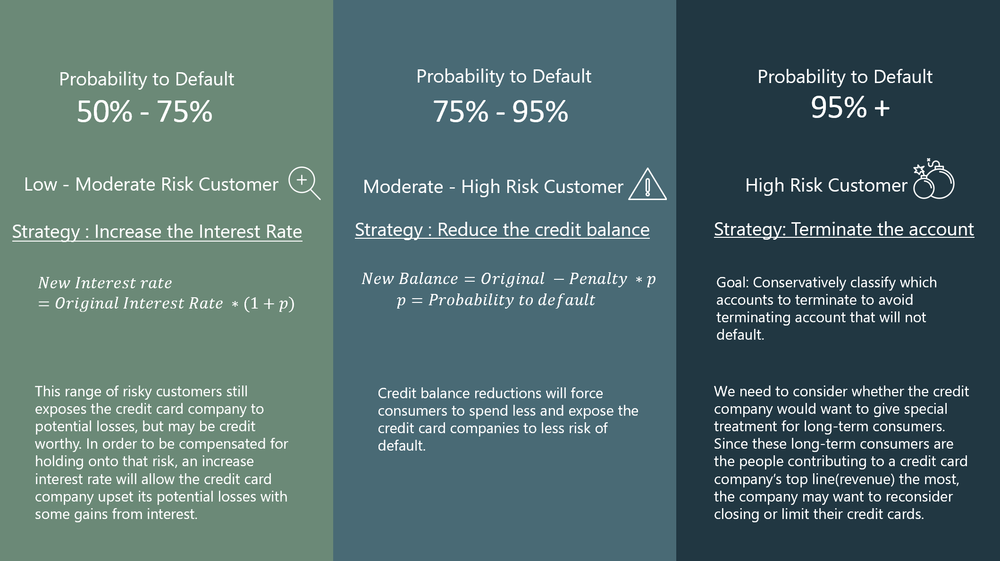 Probability to Default
50% - 75%
Low - Moderate Risk Customer
Strategy : Increase the Interest Rate
New Interest rate
= Original Interest Rate * (1 + p)
This range of risky customers still
exposes the credit card company to
potential losses, but may be credit
worthy. In order to be compensated for
holding onto that risk, an increase
interest rate will allow the credit card
company upset its potential losses with
some gains from interest.
Probability to Default
75% - 95%
Moderate - High Risk Customer
Strategy : Reduce the credit balance
New Balance = Original − Penalty * p
p = Probability to default
Credit balance reductions will force
consumers to spend less and expose the
credit card companies to less risk of
default.
Probability to Default
95% +
High Risk Customer
Strategy: Terminate the account
Goal: Conservatively classify which
accounts to terminate to avoid
terminating account that will not
default.
We need to consider whether the credit
company would want to give special
treatment for long-term consumers.
Since these long-term consumers are
the people contributing to a credit card
company’s top line(revenue) the most,
the company may want to reconsider
closing or limit their credit cards.